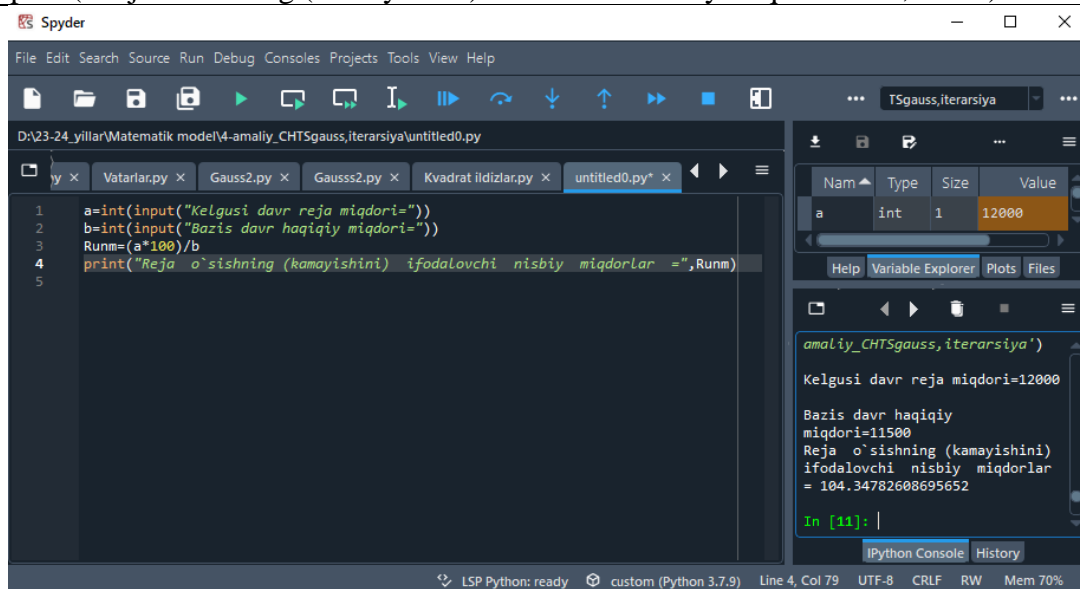 Spyder
File Edit Search Source Run Debug Consoles Projects Tools View Help
TSgauss,iterarsiya
D:\23-24_yillar\Matematik model\4-amaliy_CHTSgauss,iterarsiya\untitled0.py
Vatarlar.py
Gauss2.py
Gausss2.py
Kvadrat ildizlar.py
untitled0.py*
1 a=int(input("Kelgusi davr reja miqdori="))
2 b=int(input("Bazis davr haqiqiy miqdori="))
3 Runm=(a*100)/b
4 print("Reja o`sishning (kamayishini) ifodalovchi nisbiy miqdorlar =",Runm)
5
Nam Type Size Value
a int 1 12000
Help Variable Explorer Plots Files
amaliy_CHTSgauss,iterarsiya')
Kelgusi davr reja miqdori=12000
Bazis davr haqiqiy
miqdori=11500
Reja o`sishning (kamayishini)
ifodalovchi nisbiy miqdorlar
= 104.34782608695652
In [11]:
IPython Console History
LSP Python: ready custom (Python 3.7.9) Line 4, Col 79 UTF-8 CRLF RW Mem 70%